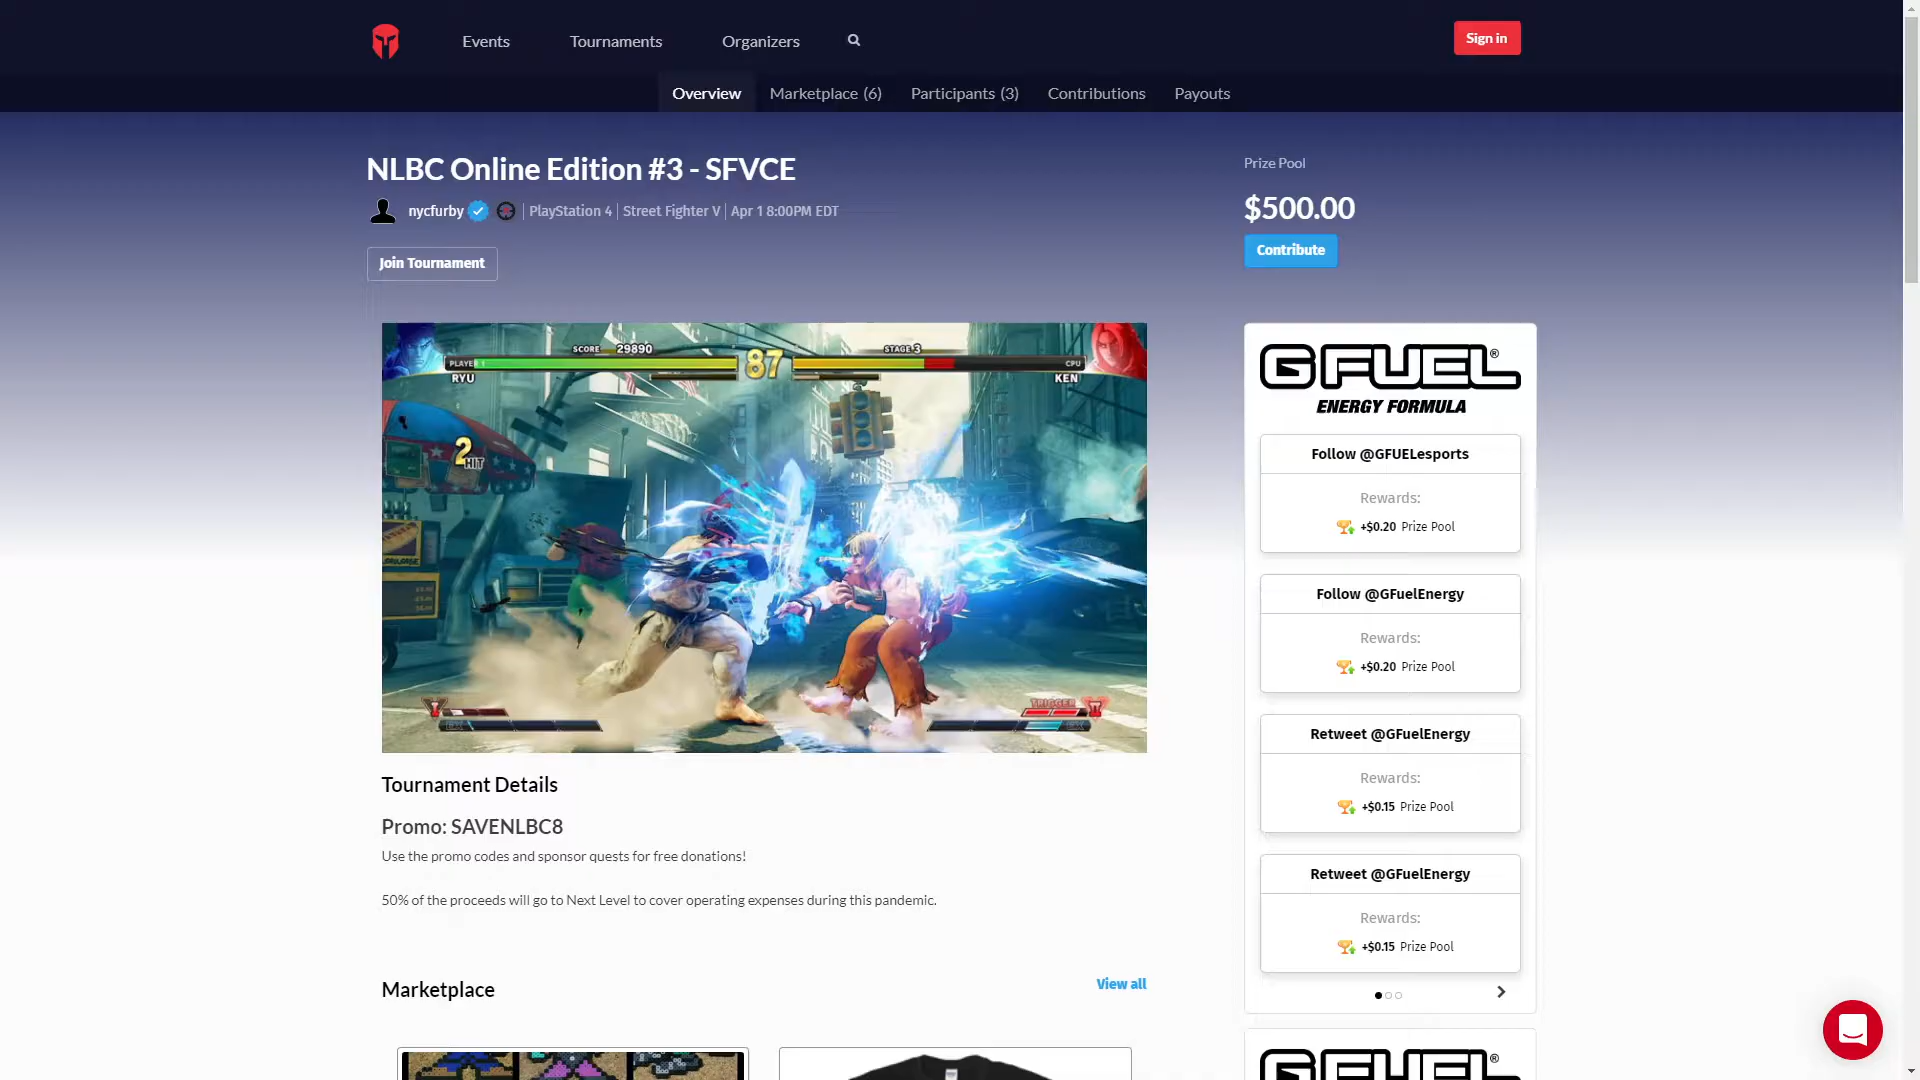 Events
Tournaments
Organizers
Sign in
Overview
Marketplace (6)
Participants (3)
Contributions
Payouts
NLBC Online Edition #3 - SFVCE
nycfurby
PlayStation 4 | Street Fighter V | Apr 1 8:00PM EDT
Join Tournament
Prize Pool
$500.00
Contribute
SCORE 29890
STAGE 3
PLAYER 1
87
CPU
RYU
KEN
2 HIT
TRIGGER
Tournament Details
Promo: SAVENLBC8
Use the promo codes and sponsor quests for free donations!
50% of the proceeds will go to Next Level to cover operating expenses during this pandemic.
Marketplace
View all
G FUEL®
ENERGY FORMULA
Follow @GFUELesports
Rewards:
+$0.20 Prize Pool
Follow @GFuelEnergy
Rewards:
+$0.20 Prize Pool
Retweet @GFuelEnergy
Rewards:
+$0.15 Prize Pool
Retweet @GFuelEnergy
Rewards:
+$0.15 Prize Pool
G FUEL®